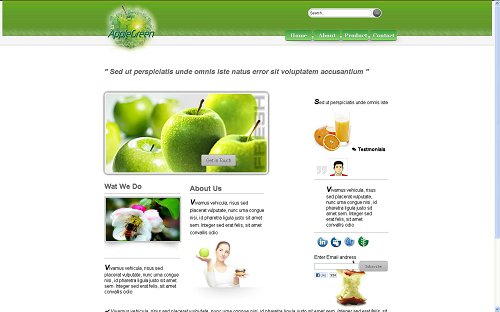 Search...
AppleGreen
Home About Product Contact
" Sed ut perspiciatis unde omnis iste natus error sit voluptatem accusantium "
FRESH
Get in Touch
Sed ut perspiciatis unde omnis iste
Testmonials
Wat We Do
About Us
Vivamus vehicula, risus sed
placerat vulputate, nunc
urna congue nisi, id
pharetra ligula justo sit
amet sem. Integer sed
erat felis, sit amet
convallis odio
Vivamus vehicula, risus sed
placerat vulputate, nunc urna congue
nisi, id pharetra ligula justo sit amet
sem. Integer sed erat felis, sit amet
convallis odio
Vivamus vehicula, risus
sed placerat vulputate,
nunc urna congue nisi,
id pharetra ligula justo
sit amet sem. Integer
sed erat felis, sit amet
convallis odio
Enter Email andress
Subscribe
Like